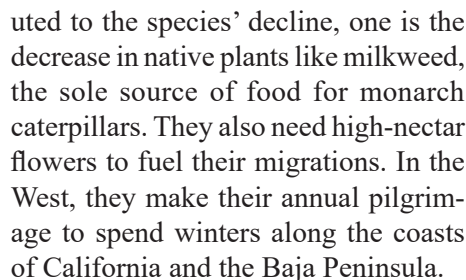 uted to the species’ decline, one is the
decrease in native plants like milkweed,
the sole source of food for monarch
caterpillars. They also need high-nectar
flowers to fuel their migrations. In the
West, they make their annual pilgrim-
age to spend winters along the coasts
of California and the Baja Peninsula.